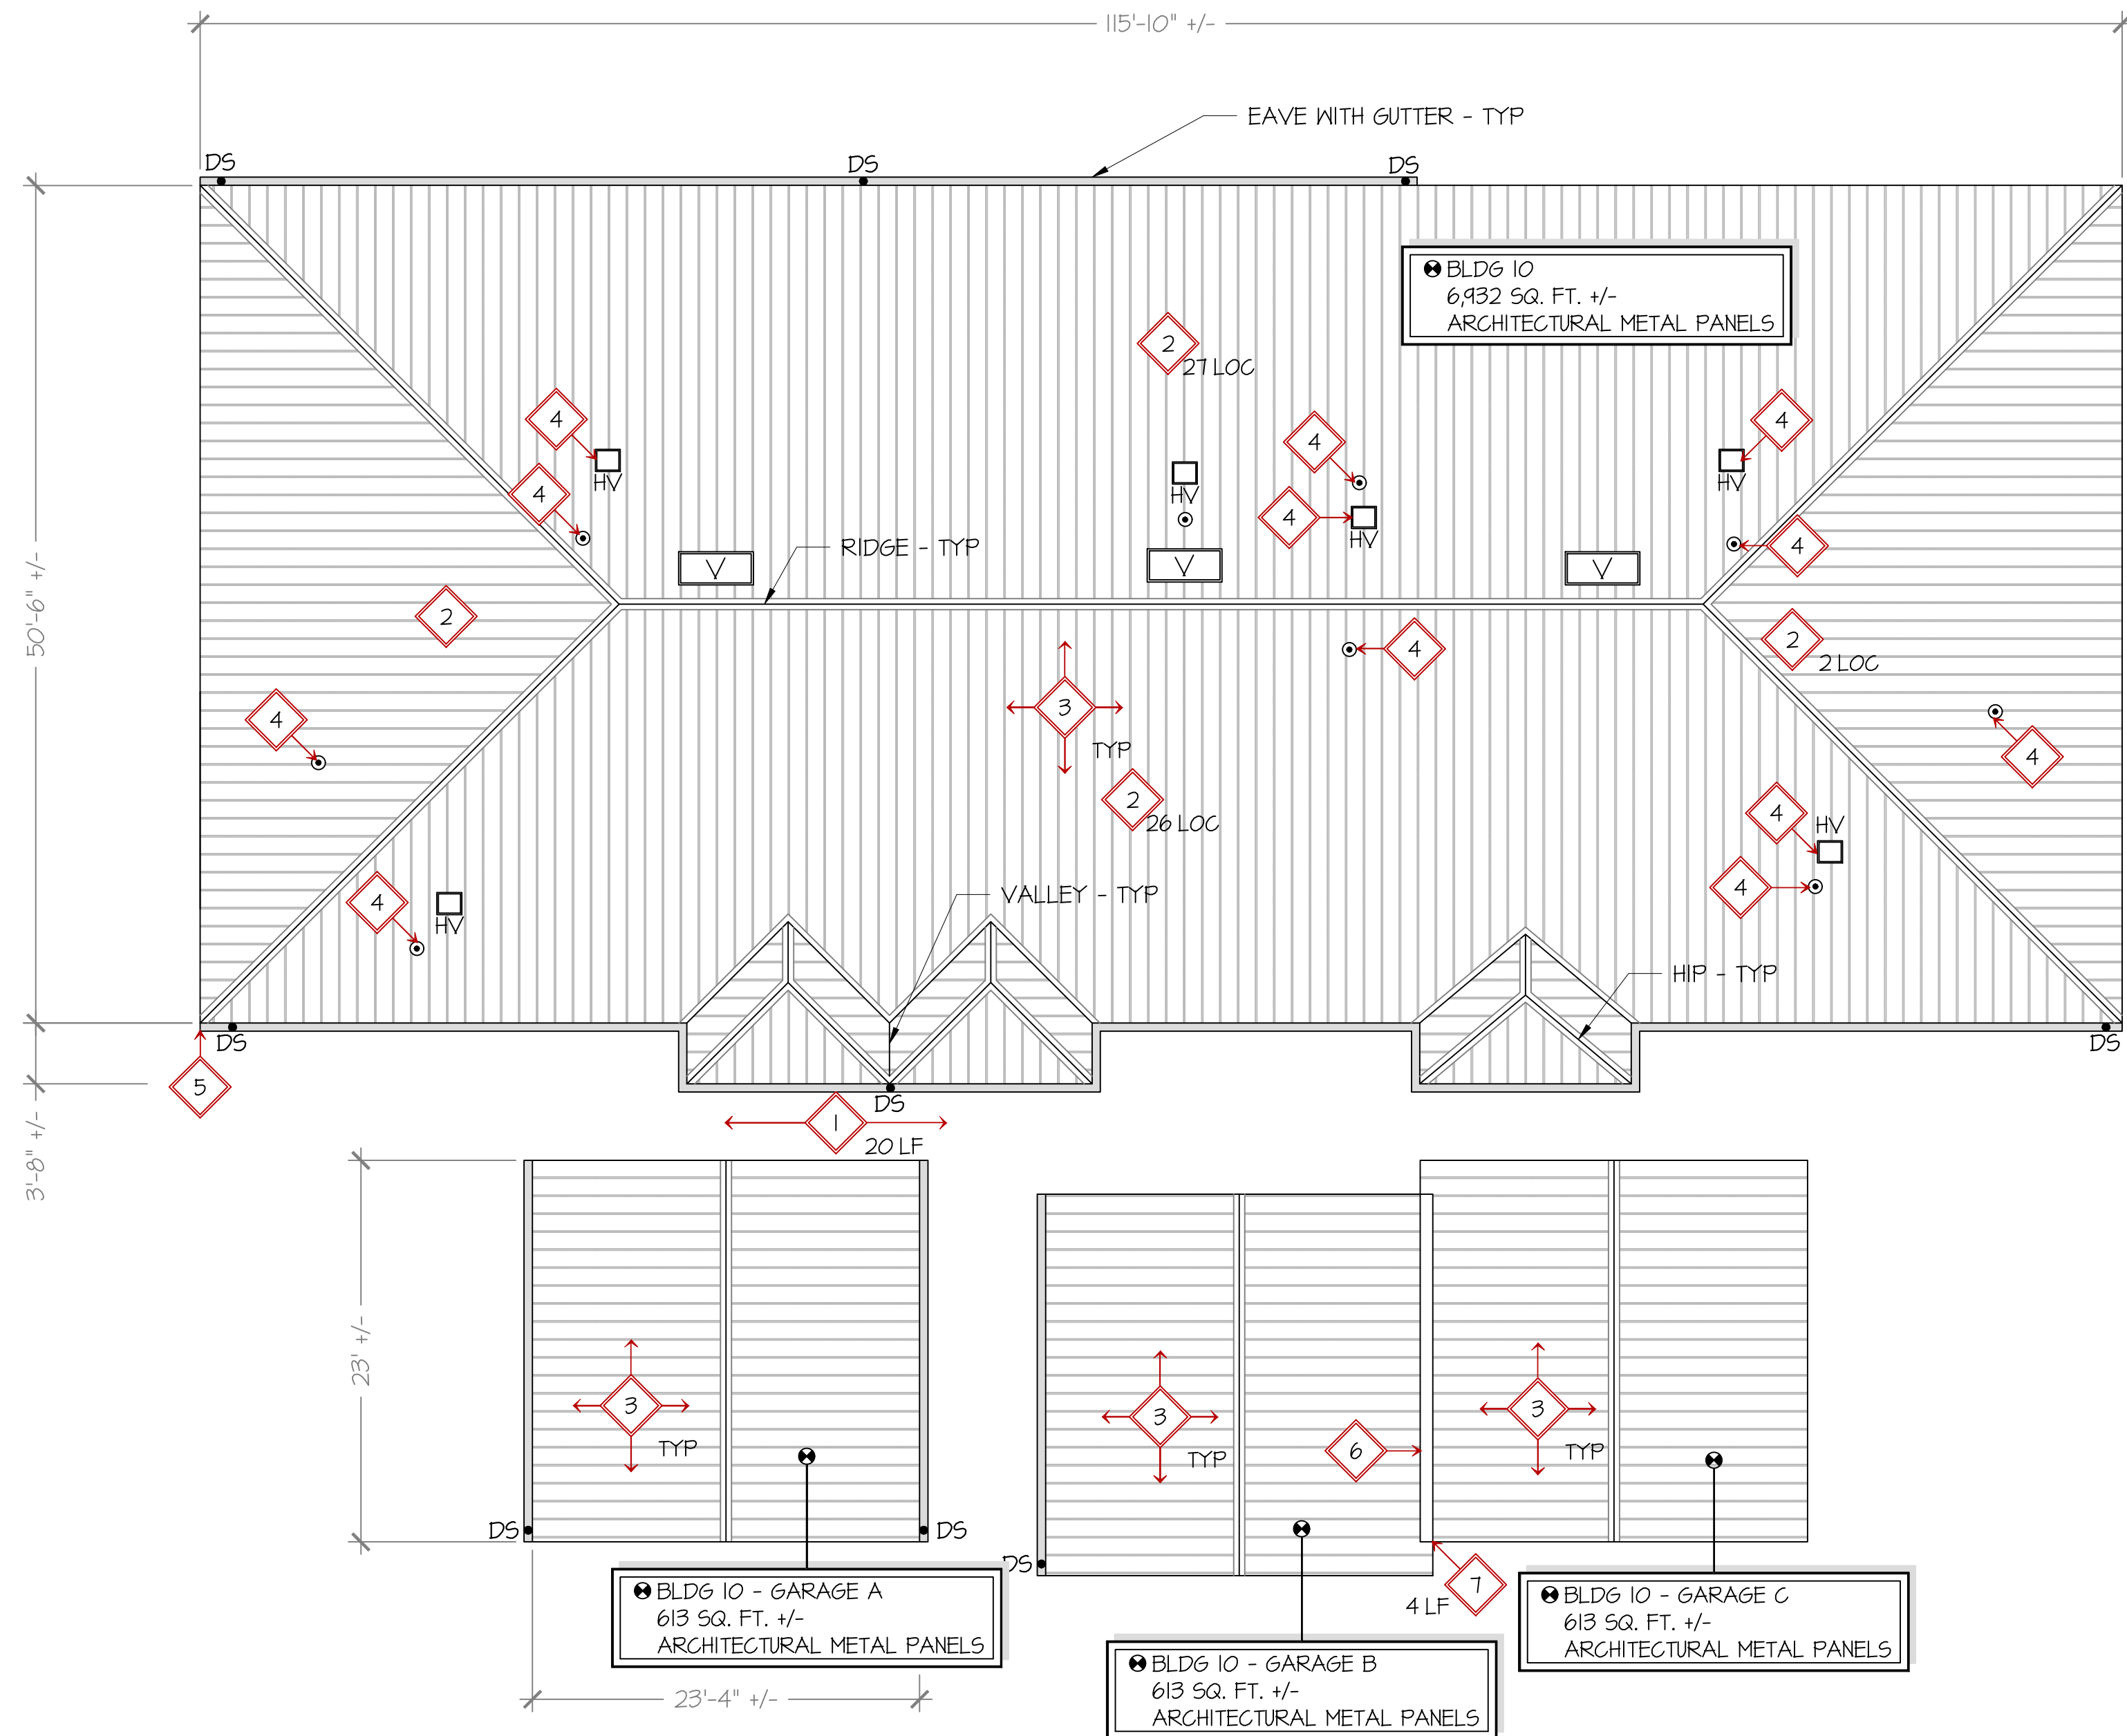 115'-10" +/-
EAVE WITH GUTTER - TYP
DS
DS
DS
BLDG 10
6,932 SQ. FT. +/-
ARCHITECTURAL METAL PANELS
2
27 LOC
4
4
4
HV
HV
HV
4
4
HV
4
50'-6" +/-
RIDGE - TYP
V
V
V
2
4
2
2 LOC
3
TYP
4
4
2
26 LOC
4
HV
4
4
HV
VALLEY - TYP
HIP - TYP
DS
DS
5
DS
1
20 LF
3'-8" +/-
23' +/-
3
TYP
3
TYP
6
3
TYP
DS
DS
DS
7
4 LF
BLDG 10 - GARAGE A
613 SQ. FT. +/-
ARCHITECTURAL METAL PANELS
BLDG 10 - GARAGE C
613 SQ. FT. +/-
ARCHITECTURAL METAL PANELS
BLDG 10 - GARAGE B
613 SQ. FT. +/-
ARCHITECTURAL METAL PANELS
23'-4" +/-